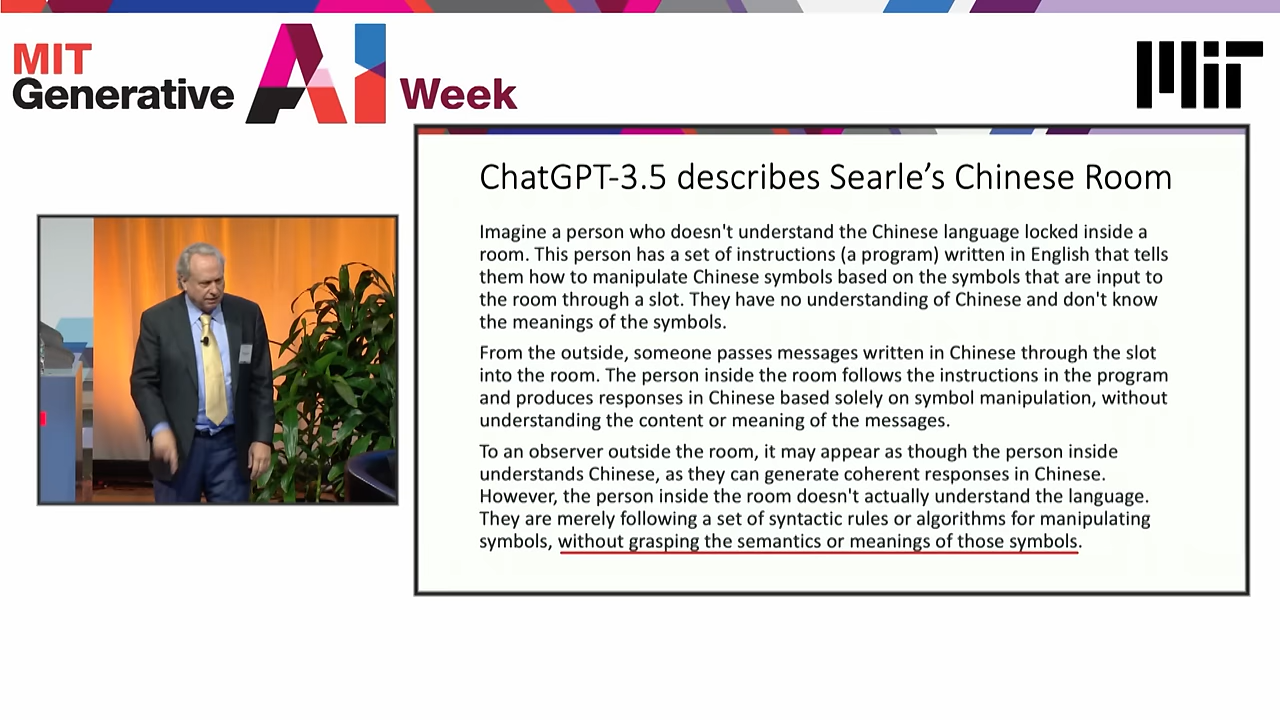 MIT
Generative AI Week
MIT
ChatGPT-3.5 describes Searle's Chinese Room
Imagine a person who doesn't understand the Chinese language locked inside a
room. This person has a set of instructions (a program) written in English that tells
them how to manipulate Chinese symbols based on the symbols that are input to
the room through a slot. They have no understanding of Chinese and don't know
the meanings of the symbols.
From the outside, someone passes messages written in Chinese through the slot
into the room. The person inside the room follows the instructions in the program
and produces responses in Chinese based solely on symbol manipulation, without
understanding the content or meaning of the messages.
To an observer outside the room, it may appear as though the person inside
understands Chinese, as they can generate coherent responses in Chinese.
However, the person inside the room doesn't actually understand the language.
They are merely following a set of syntactic rules or algorithms for manipulating
symbols, without grasping the semantics or meanings of those symbols.